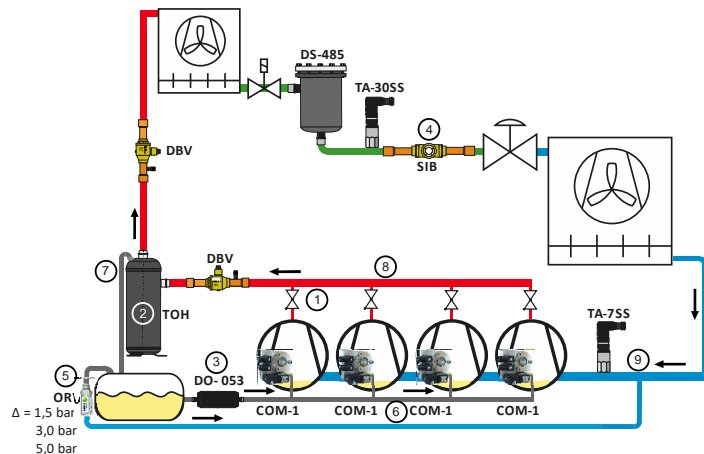 DS-485
TA-30SS
4
SIB
DBV
DBV
7
8
2
TOH
1
TA-7SS
3
9
5
DO- 053
OR
COM-1
COM-1
6
COM-1
COM-1
Δ = 1,5 bar
3,0 bar
5,0 bar